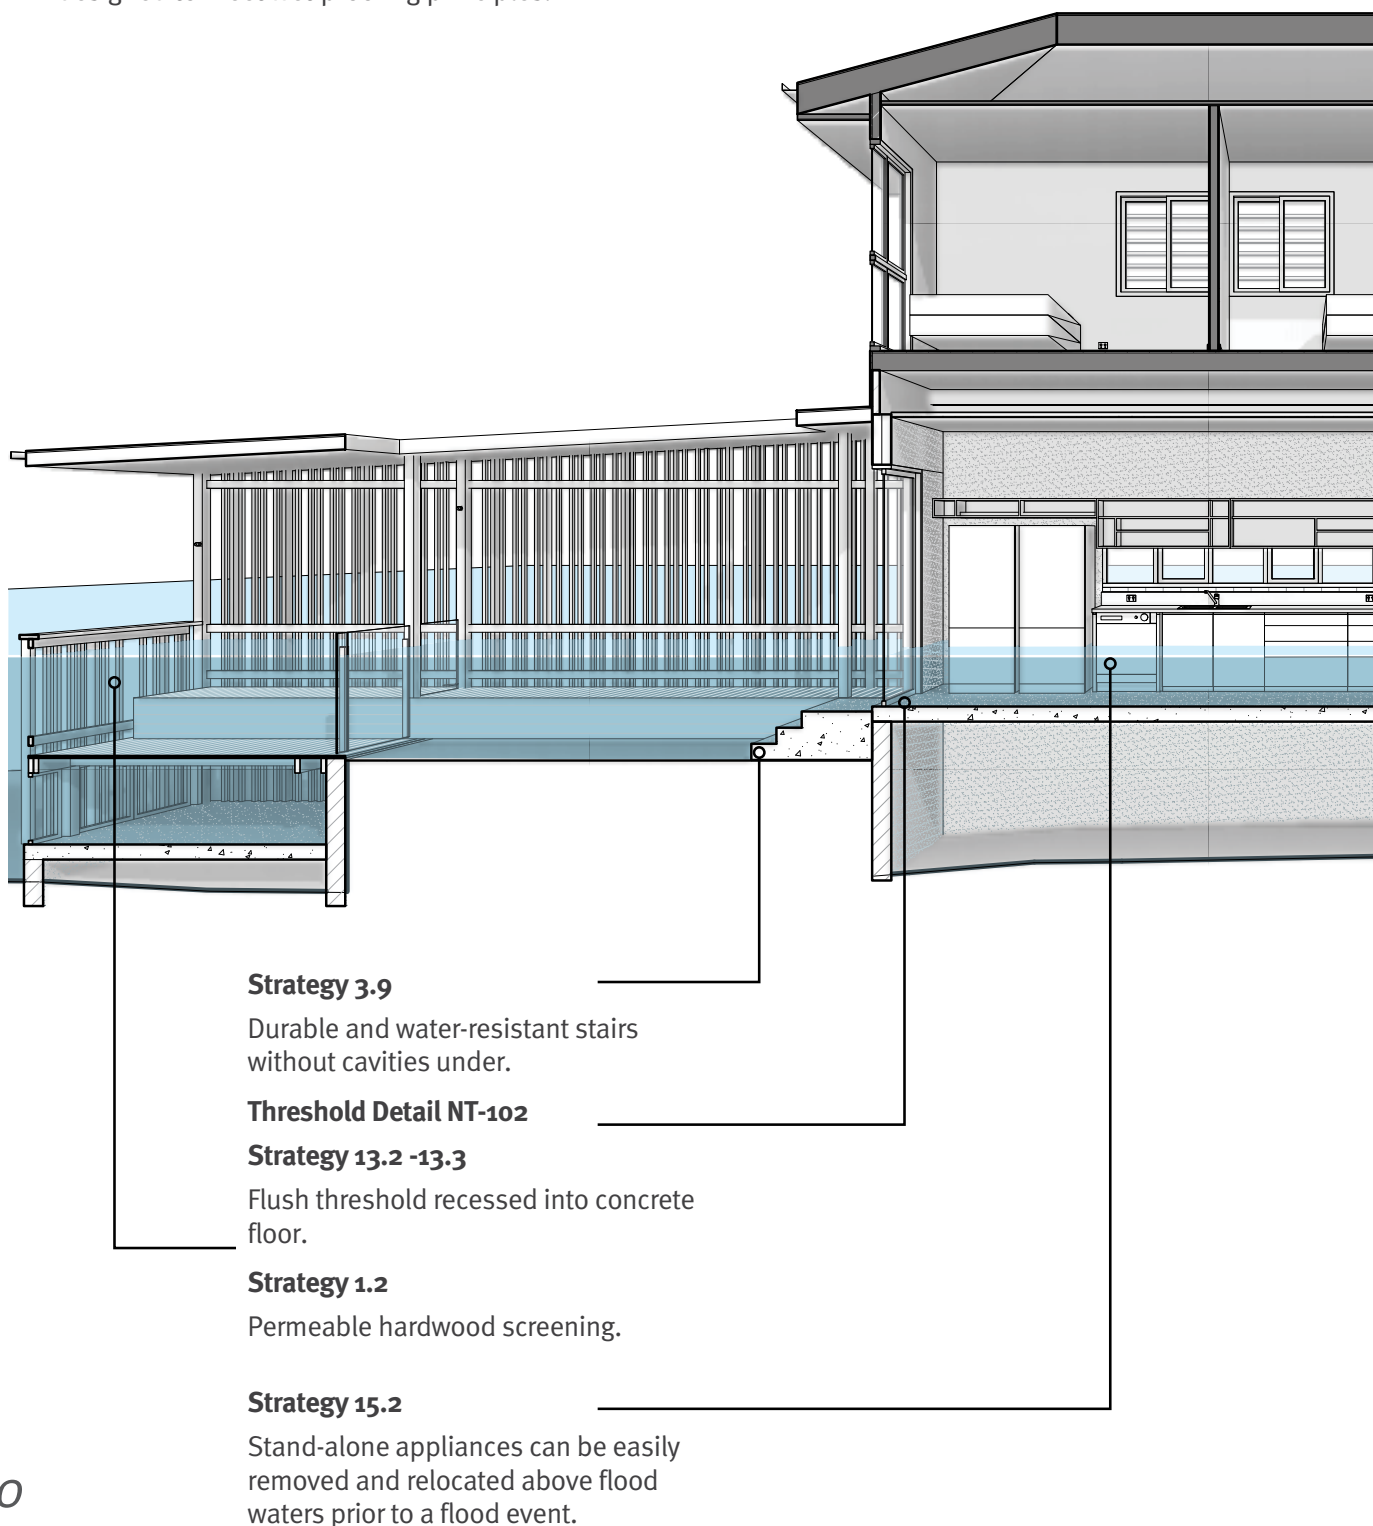 Strategy 3.9
Durable and water-resistant stairs
without cavities under.
Threshold Detail NT-102
Strategy 13.2 -13.3
Flush threshold recessed into concrete
floor.
Strategy 1.2
Permeable hardwood screening.
Strategy 15.2
Stand-alone appliances can be easily
removed and relocated above flood
waters prior to a flood event.